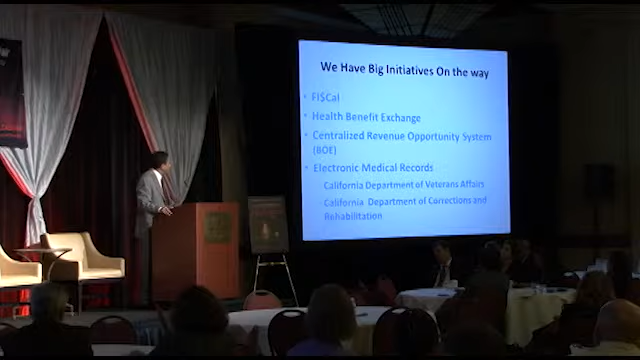 We Have Big Initiatives On the way
• FI$Cal
• Health Benefit Exchange
• Centralized Revenue Opportunity System
(BOE)
• Electronic Medical Records
California Department of Veterans Affairs
California Department of Corrections and
Rehabilitation